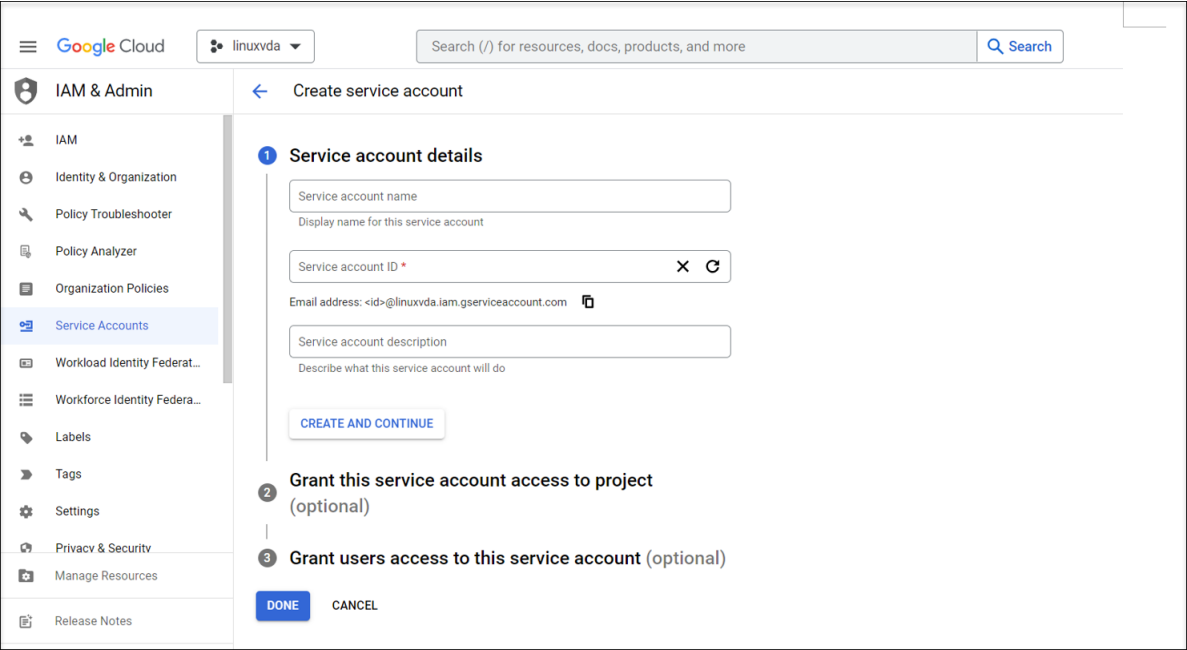 Google Cloud
linuxvda
Search (/) for resources, docs, products, and more
Search
IAM & Admin
Create service account
IAM
Identity & Organization
Policy Troubleshooter
Policy Analyzer
Organization Policies
Service Accounts
Workload Identity Federat...
Workforce Identity Federa...
Labels
Tags
Settings
Privacy & Security
Manage Resources
Release Notes
1 Service account details
Service account name
Display name for this service account
Service account ID *
Email address: <id>@linuxvda.iam.gserviceaccount.com
Service account description
Describe what this service account will do
CREATE AND CONTINUE
2 Grant this service account access to project
(optional)
3 Grant users access to this service account (optional)
DONE CANCEL